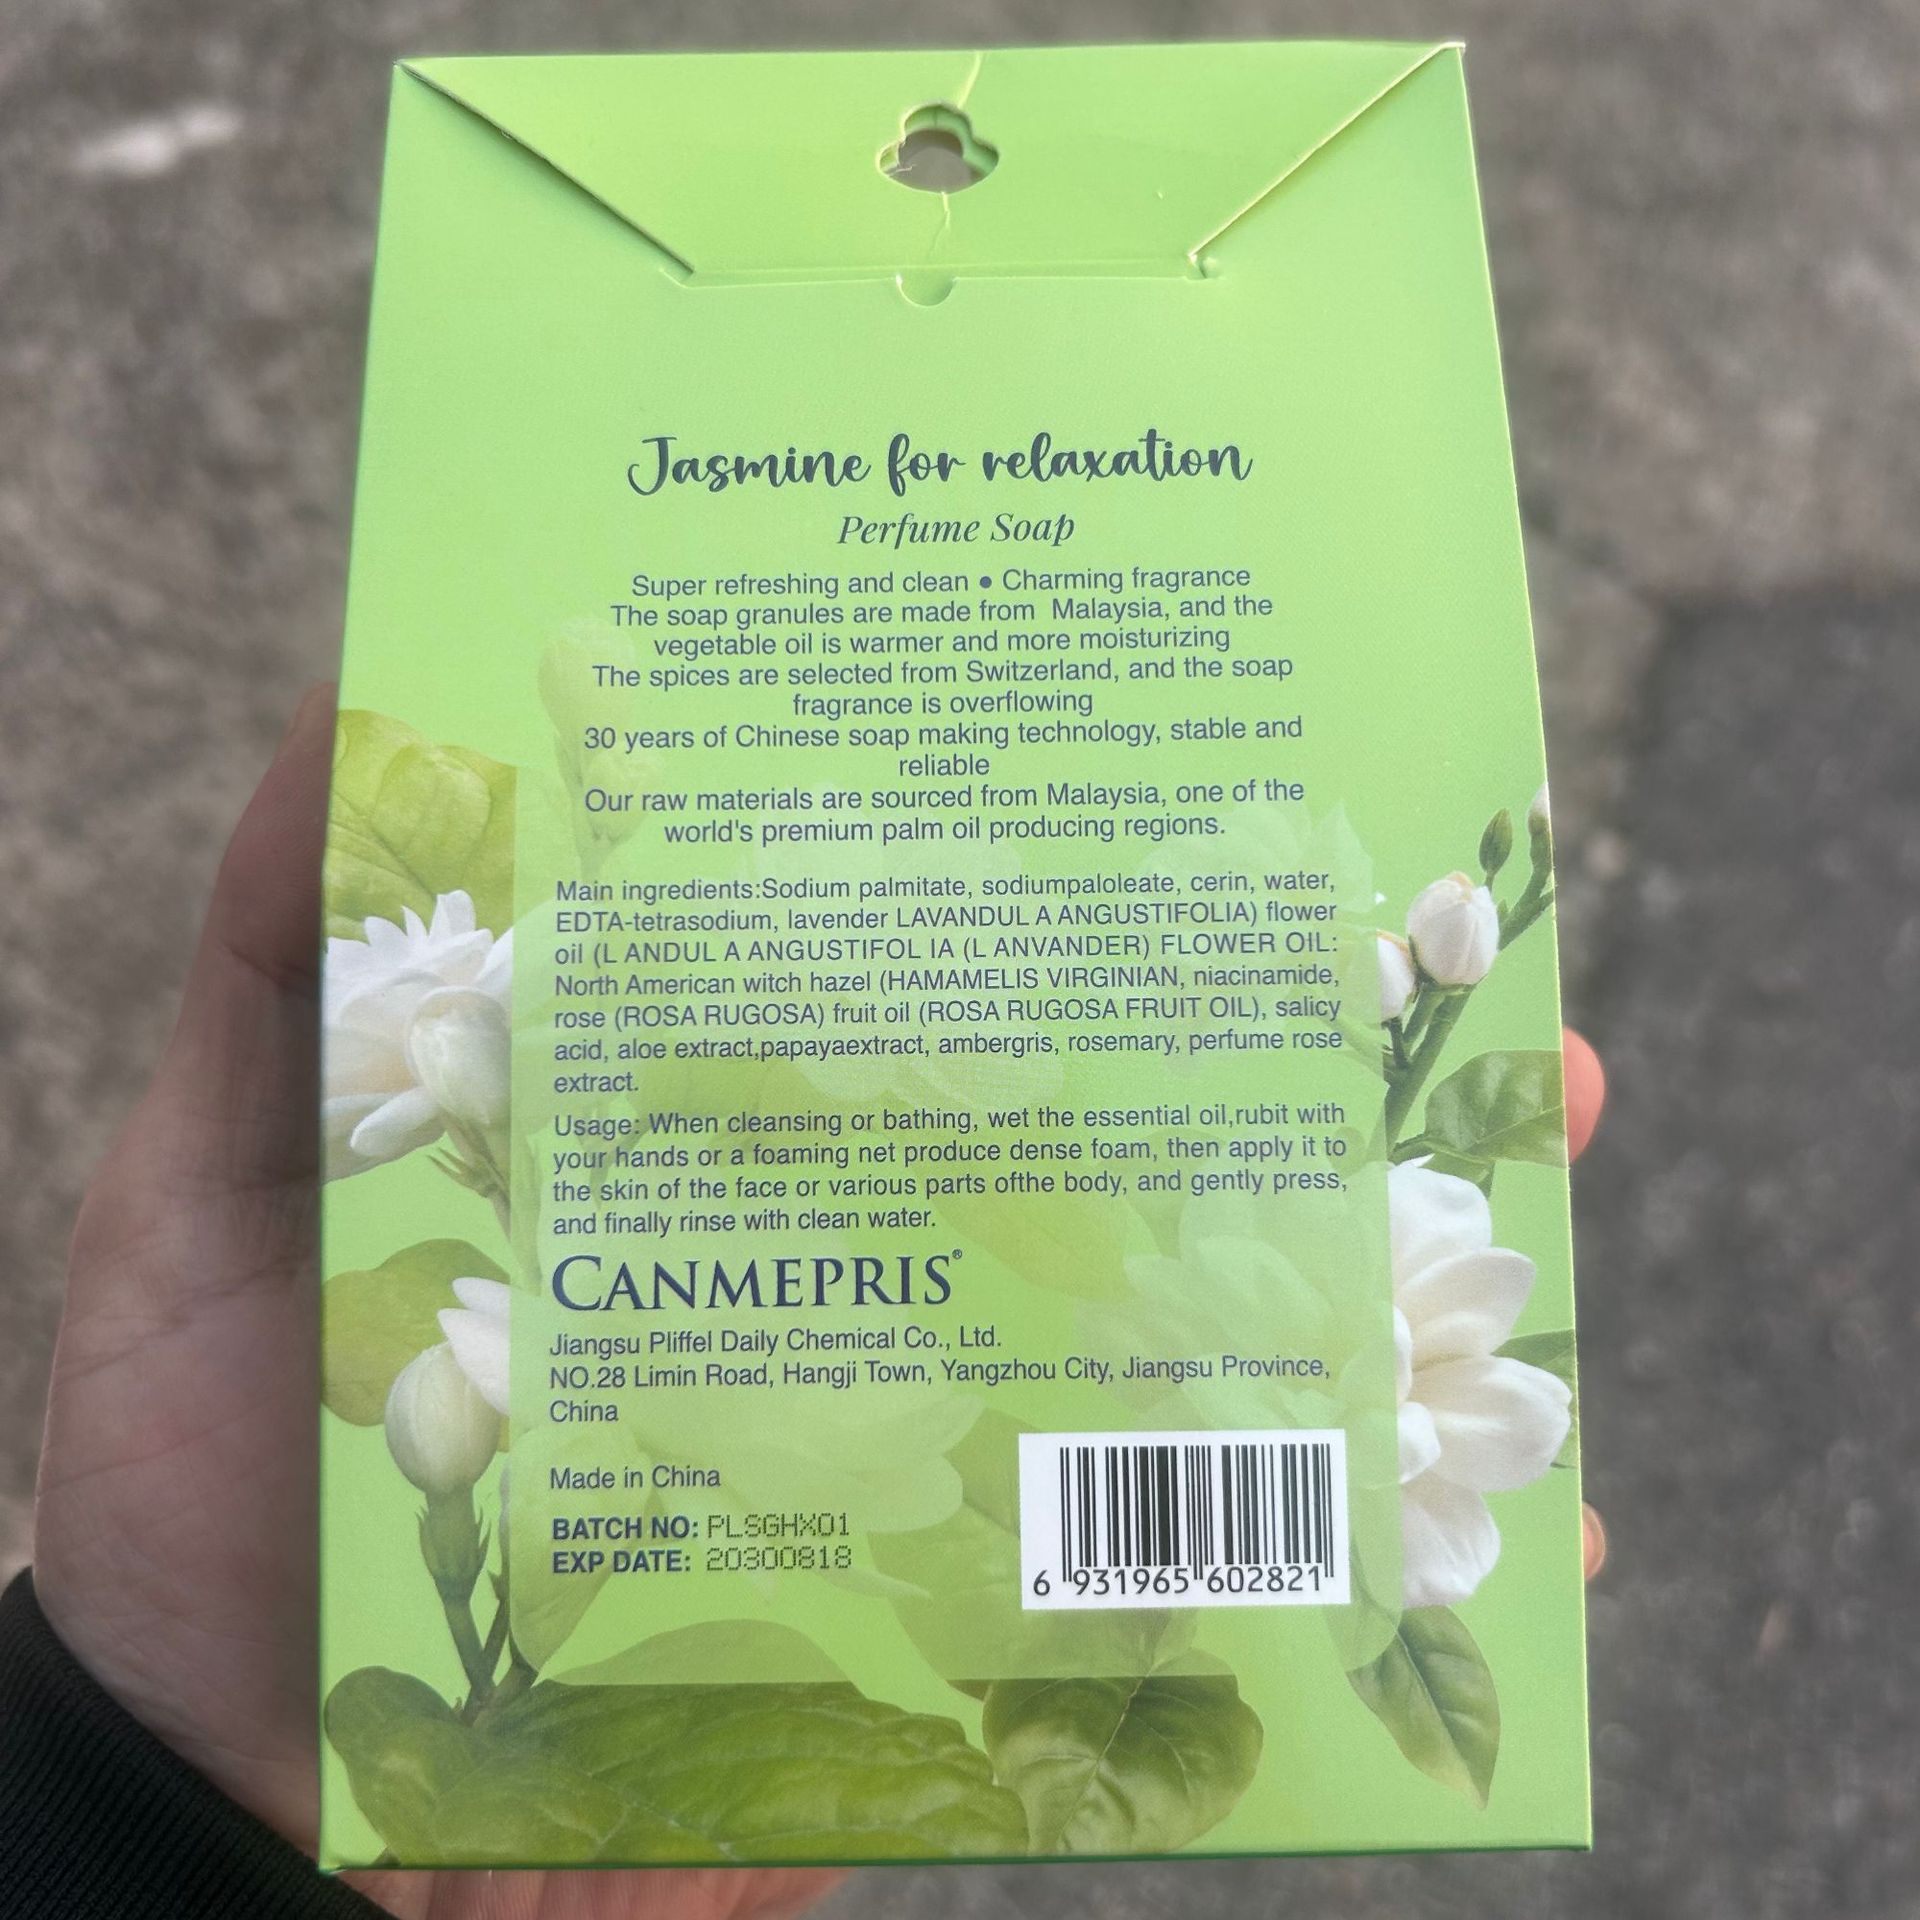 Jasmine for relaxation
Perfume Soap
Super refreshing and clean ● Charming fragrance
The soap granules are made from Malaysia, and the
vegetable oil is warmer and more moisturizing
The spices are selected from Switzerland, and the soap
fragrance is overflowing
30 years of Chinese soap making technology, stable and
reliable
Our raw materials are sourced from Malaysia, one of the
world's premium palm oil producing regions.
Main ingredients:Sodium palmitate, sodiumpaloleate, cerin, water,
EDTA-tetrasodium, lavender LAVANDUL A ANGUSTIFOLIA) flower
oil (L ANDUL A ANGUSTIFOL IA (L ANVANDER) FLOWER OIL:
North American witch hazel (HAMAMELIS VIRGINIAN, niacinamide,
rose (ROSA RUGOSA) fruit oil (ROSA RUGOSA FRUIT OIL), salicy
acid, aloe extract,papayaextract, ambergris, rosemary, perfume rose
extract.
Usage: When cleansing or bathing, wet the essential oil,rubit with
your hands or a foaming net produce dense foam, then apply it to
the skin of the face or various parts ofthe body, and gently press,
and finally rinse with clean water.
CANMEPRIS®
Jiangsu Pliffel Daily Chemical Co., Ltd.
NO.28 Limin Road, Hangji Town, Yangzhou City, Jiangsu Province,
China
Made in China
BATCH NO: PLSGHX01
EXP DATE: 20300818
6 931965 602821